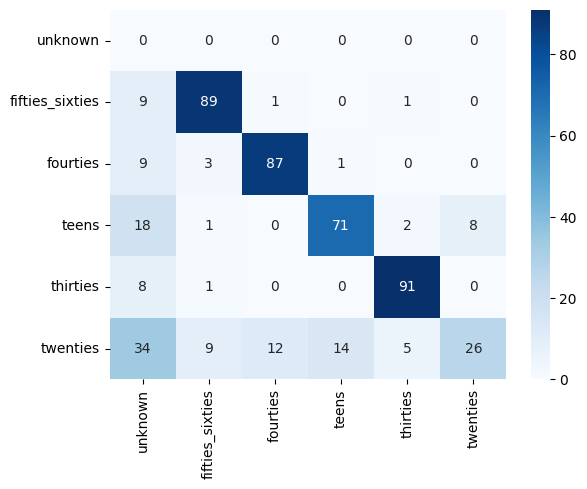 unknown 0 0 0 0 0 0
fifties_sixties 9 89 1 0 1 0
fourties 9 3 87 1 0 0
teens 18 1 0 71 2 8
thirties 8 1 0 0 91 0
twenties 34 9 12 14 5 26
unknown
fifties_sixties
fourties
teens
thirties
twenties
80
60
40
20
0